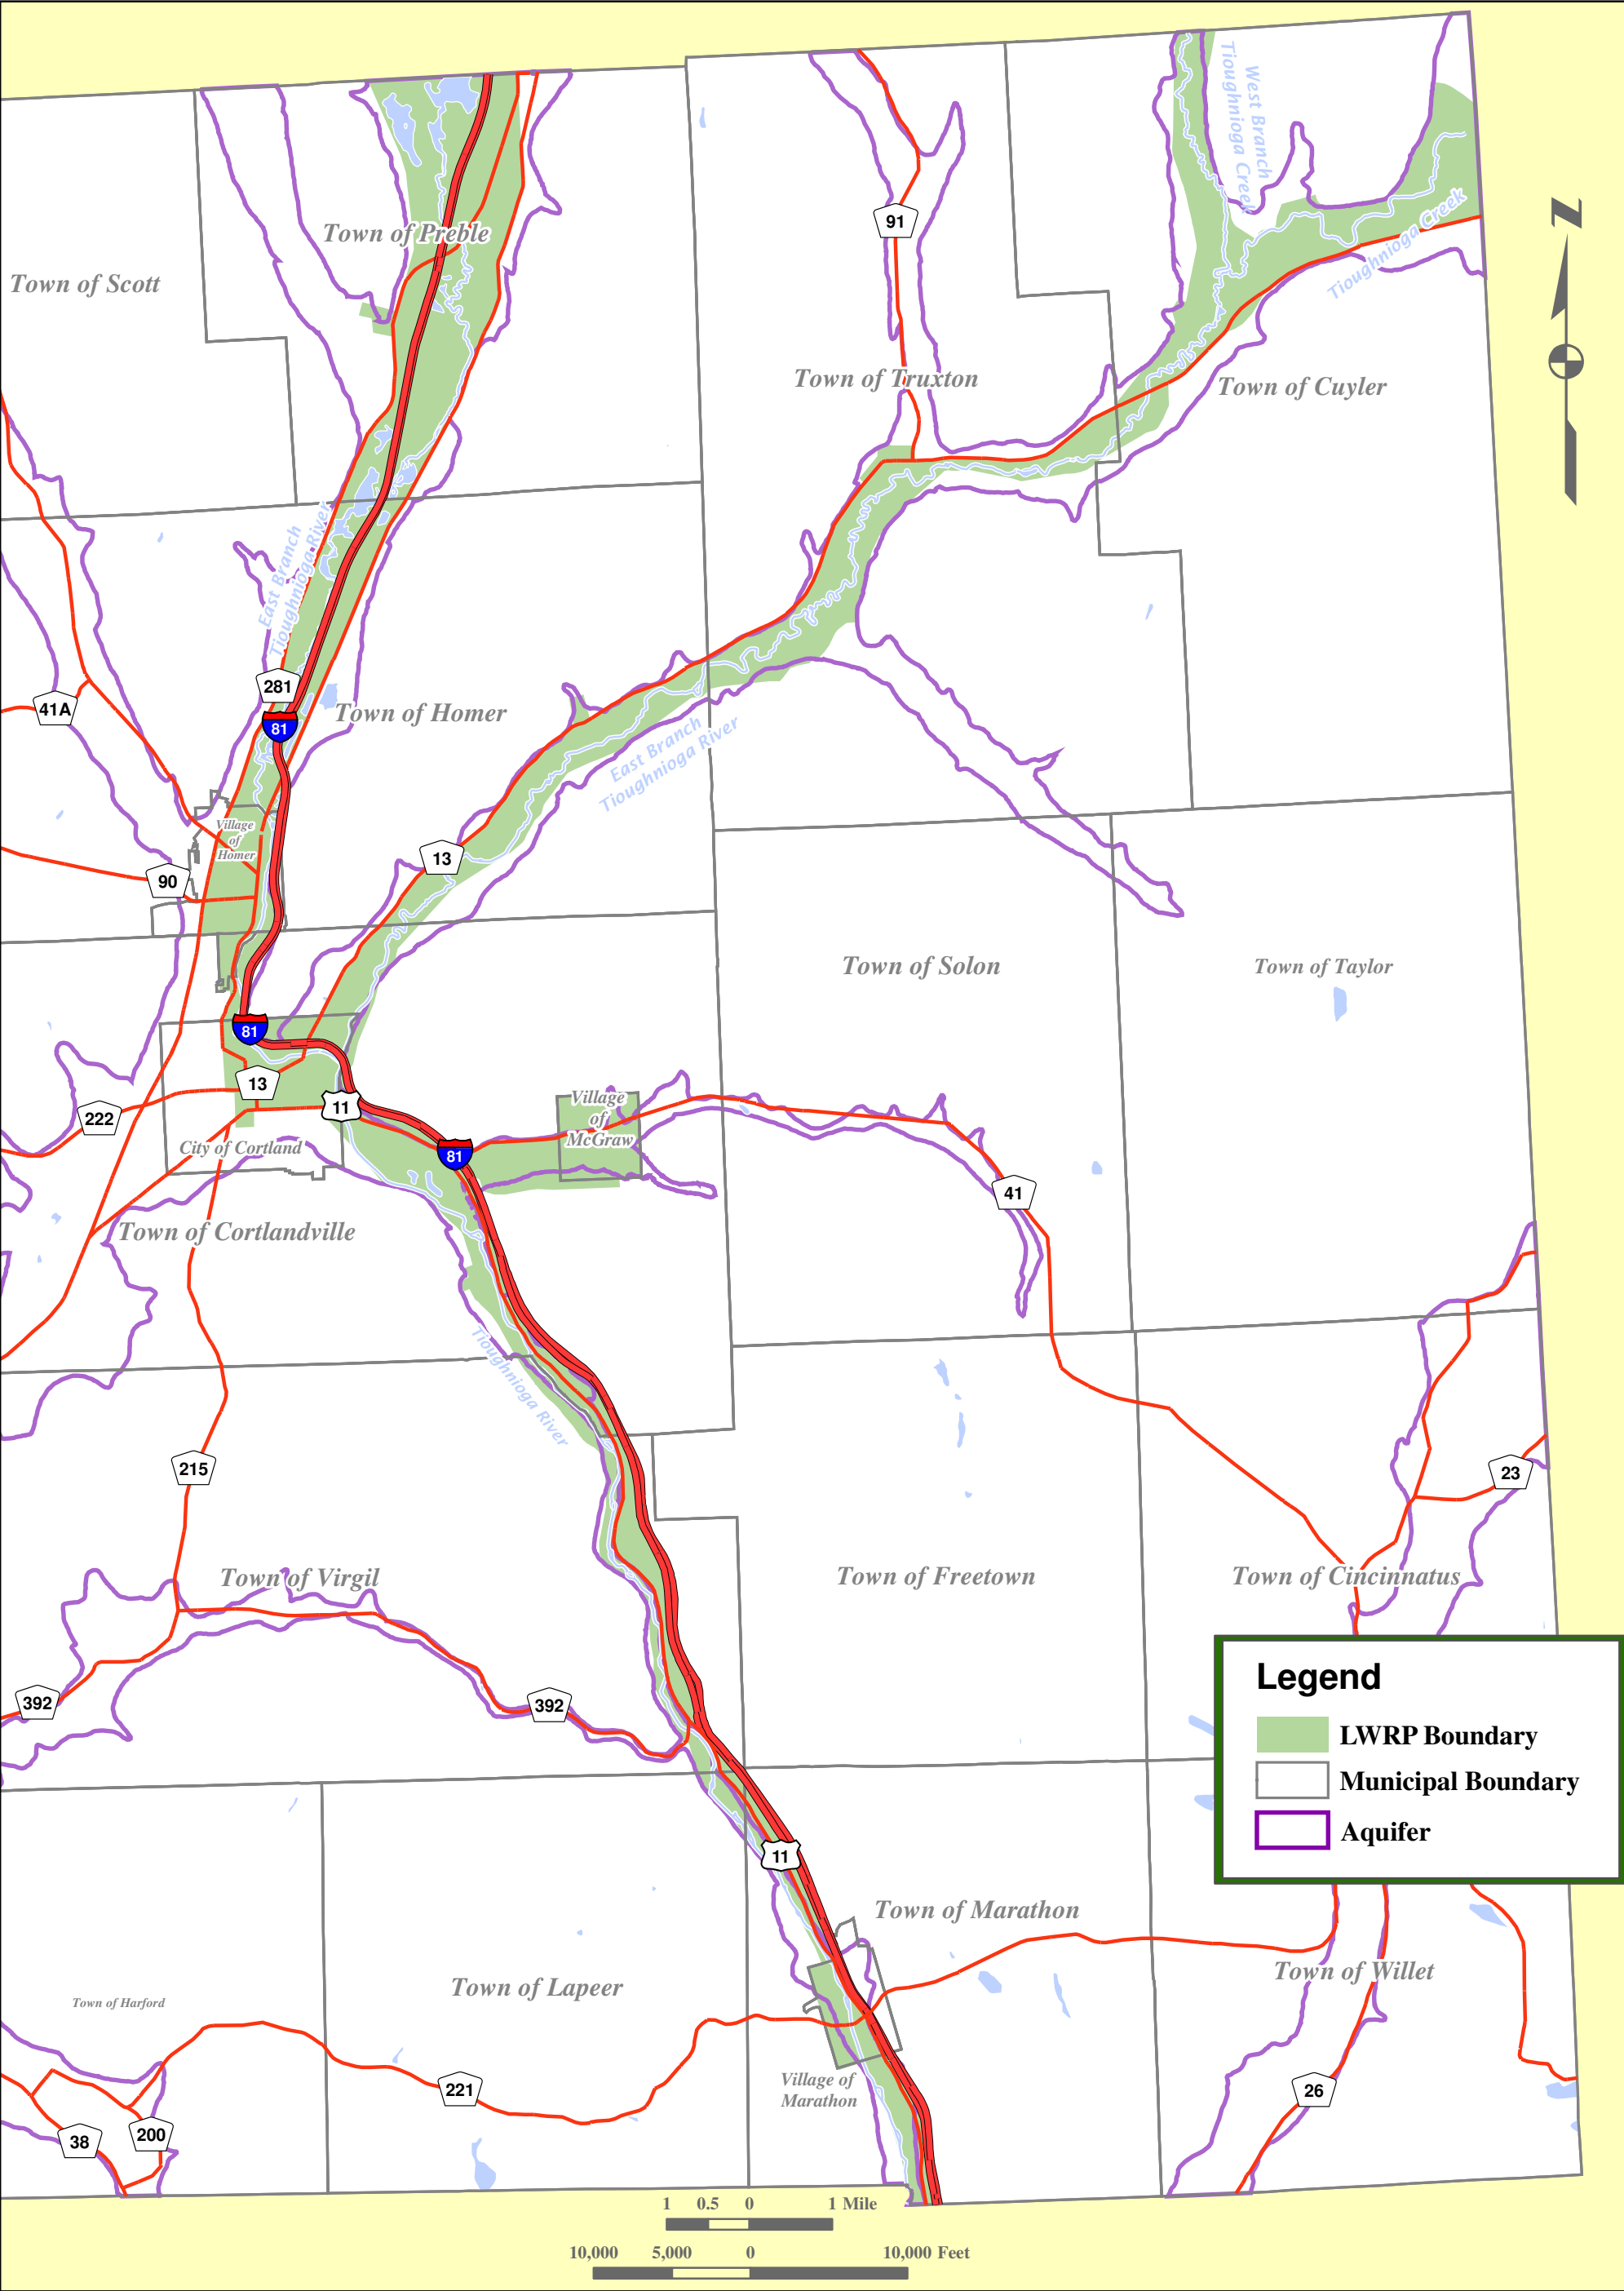 West Branch
Tioughnioga Creek
Tioughnioga Creek
N
91
Town of Preble
Town of Scott
Town of Truxton
Town of Cuyler
East Branch
Tioughnioga River
281
41A
81
Town of Homer
East Branch
Tioughnioga River
Village
of
Homer
13
90
Town of Solon
Town of Taylor
81
13
11
222
Village
of
McGraw
City of Cortland
81
41
Town of Cortlandville
Tioughnioga River
215
23
Town of Virgil
Town of Freetown
Town of Cincinnatus
392
392
Legend
LWRP Boundary
Municipal Boundary
Aquifer
11
Town of Marathon
Town of Willet
Town of Lapeer
Town of Harford
Village of
Marathon
221
26
38
200
1 0.5 0 1 Mile
10,000 5,000 0 10,000 Feet